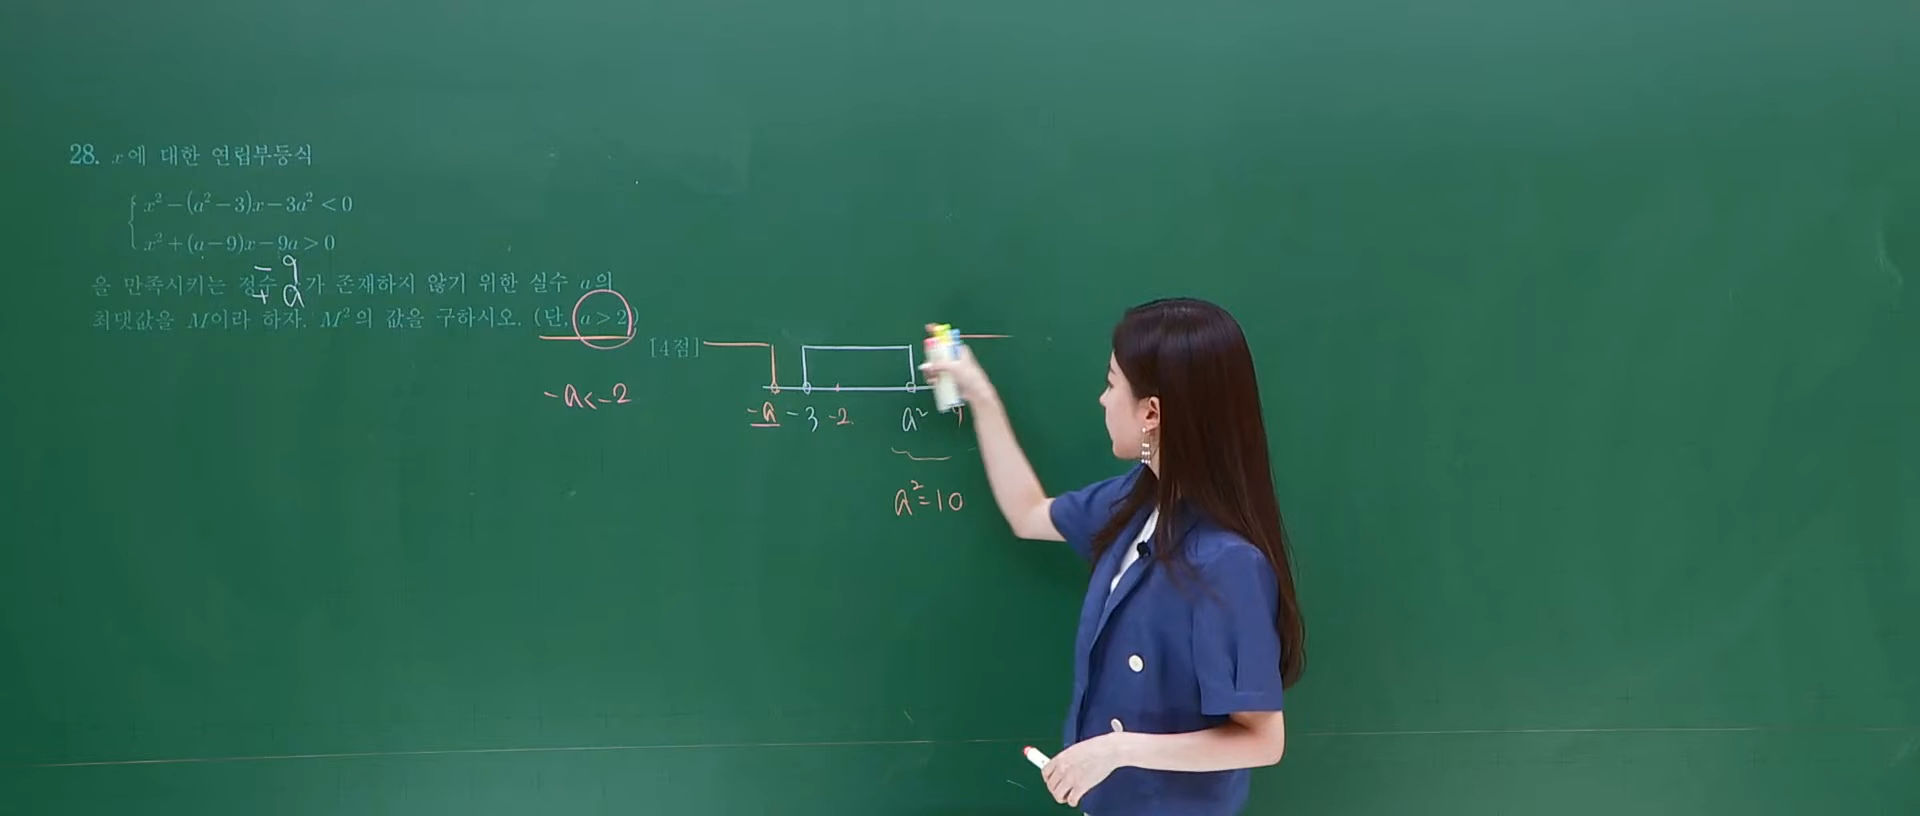 28. x에 대한 연립부등식
x² − (a² − 3)x − 3a² < 0
x² + (a − 9)x − 9a > 0
− 9
+ a
을 만족시키는 정수 가 존재하지 않기 위한 실수 a의
최댓값을 M이라 하자. M²의 값을 구하시오. (단, a > 2)
[4점]
-a<-2
-a -3 -2 a²
a²=10